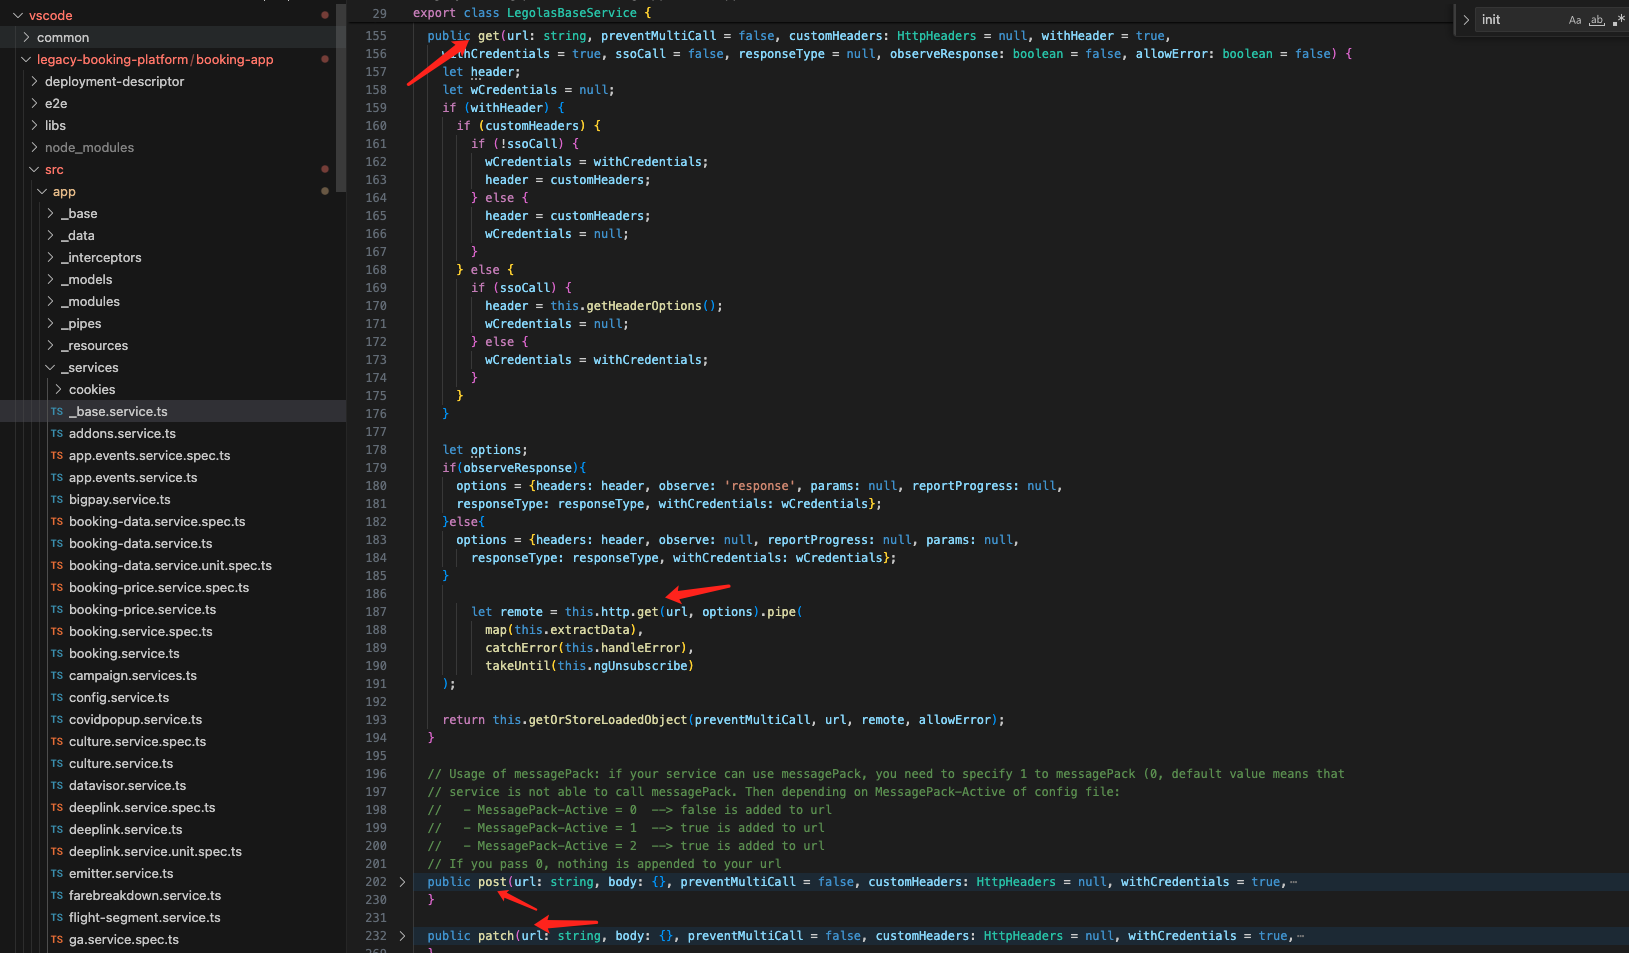 vscode
common
legacy-booking-platform / booking-app
deployment-descriptor
e2e
libs
node_modules
src
app
_base
_data
_interceptors
_models
_modules
_pipes
_resources
_services
cookies
TS _base.service.ts
TS addons.service.ts
TS app.events.service.spec.ts
TS app.events.service.ts
TS bigpay.service.ts
TS booking-data.service.spec.ts
TS booking-data.service.ts
TS booking-data.service.unit.spec.ts
TS booking-price.service.spec.ts
TS booking-price.service.ts
TS booking.service.spec.ts
TS booking.service.ts
TS campaign.services.ts
TS config.service.ts
TS covidpopup.service.ts
TS culture.service.spec.ts
TS culture.service.ts
TS datavisor.service.ts
TS deeplink.service.spec.ts
TS deeplink.service.ts
TS deeplink.service.unit.spec.ts
TS emitter.service.ts
TS farebreakdown.service.ts
TS flight-segment.service.ts
TS ga.service.spec.ts
29 export class LegolasBaseService {
155 public get(url: string, preventMultiCall = false, customHeaders: HttpHeaders = null, withHeader = true,
156 withCredentials = true, ssoCall = false, responseType = null, observeResponse: boolean = false, allowError: boolean = false) {
157 let header;
158 let wCredentials = null;
159 if (withHeader) {
160 if (customHeaders) {
161 if (!ssoCall) {
162 wCredentials = withCredentials;
163 header = customHeaders;
164 } else {
165 header = customHeaders;
166 wCredentials = null;
167 }
168 } else {
169 if (ssoCall) {
170 header = this.getHeaderOptions();
171 wCredentials = null;
172 } else {
173 wCredentials = withCredentials;
174 }
175 }
176 }
177
178 let options;
179 if(observeResponse){
180 options = {headers: header, observe: 'response', params: null, reportProgress: null,
181 responseType: responseType, withCredentials: wCredentials};
182 }else{
183 options = {headers: header, observe: null, reportProgress: null, params: null,
184 responseType: responseType, withCredentials: wCredentials};
185 }
186
187 let remote = this.http.get(url, options).pipe(
188 map(this.extractData),
189 catchError(this.handleError),
190 takeUntil(this.ngUnsubscribe)
191 );
192
193 return this.getOrStoreLoadedObject(preventMultiCall, url, remote, allowError);
194 }
195
196 // Usage of messagePack: if your service can use messagePack, you need to specify 1 to messagePack (0, default value means that
197 // service is not able to call messagePack. Then depending on MessagePack-Active of config file:
198 // - MessagePack-Active = 0 --> false is added to url
199 // - MessagePack-Active = 1 --> true is added to url
200 // - MessagePack-Active = 2 --> true is added to url
201 // If you pass 0, nothing is appended to your url
202 public post(url: string, body: {}, preventMultiCall = false, customHeaders: HttpHeaders = null, withCredentials = true,⋯
230 }
231
232 public patch(url: string, body: {}, preventMultiCall = false, customHeaders: HttpHeaders = null, withCredentials = true,⋯
init Aa ab .*